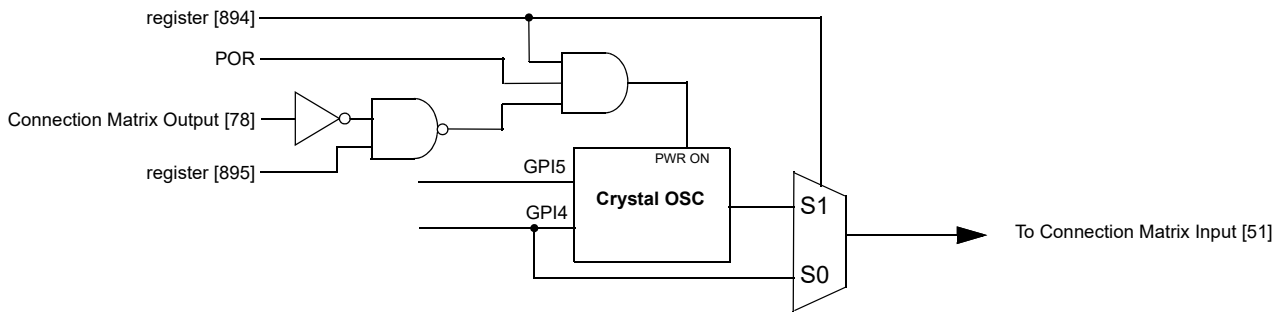 register [894]
POR
Connection Matrix Output [78]
register [895]
PWR ON
GPI5
Crystal OSC
GPI4
S1
To Connection Matrix Input [51]
S0